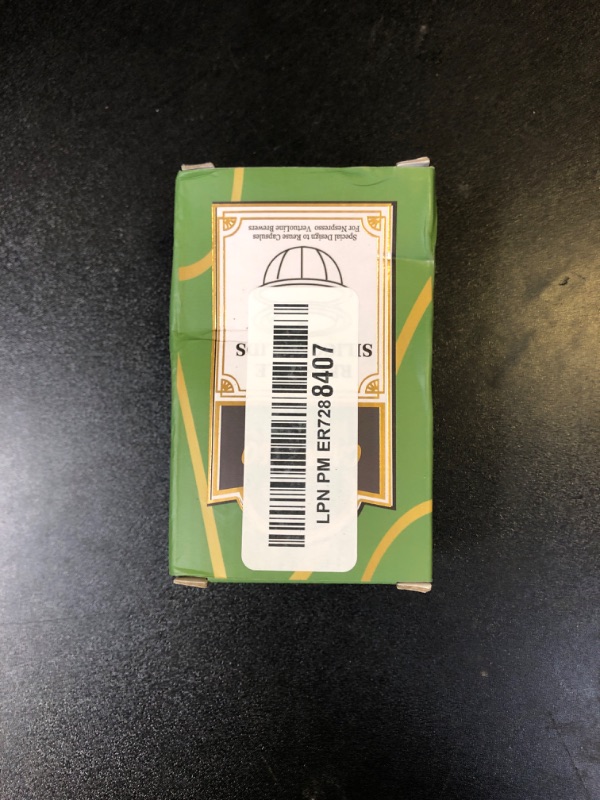 Special Design to Reuse Capsules
For Nespresso VertuoLine Brewers
LPN PM ER7288407